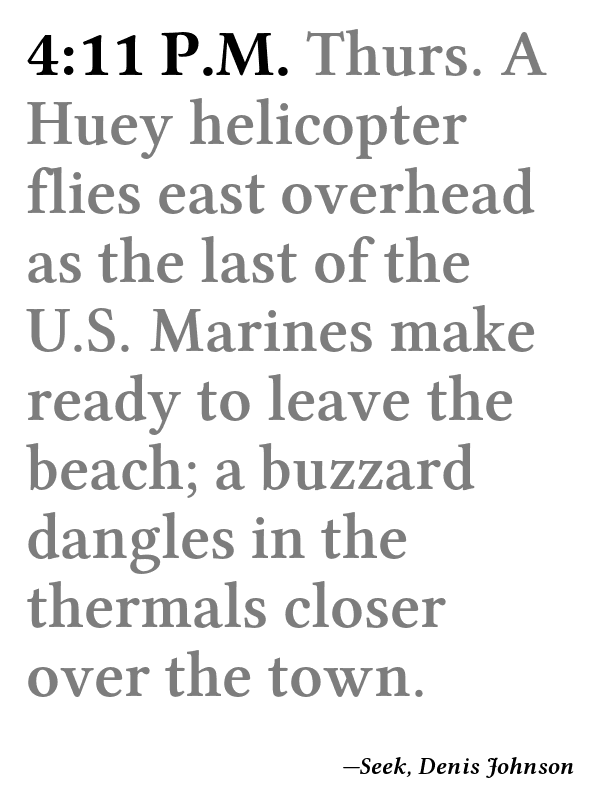 4:11 P.M. Thurs. A
Huey helicopter
flies east overhead
as the last of the
U.S. Marines make
ready to leave the
beach; a buzzard
dangles in the
thermals closer
over the town.
—Seek, Denis Johnson